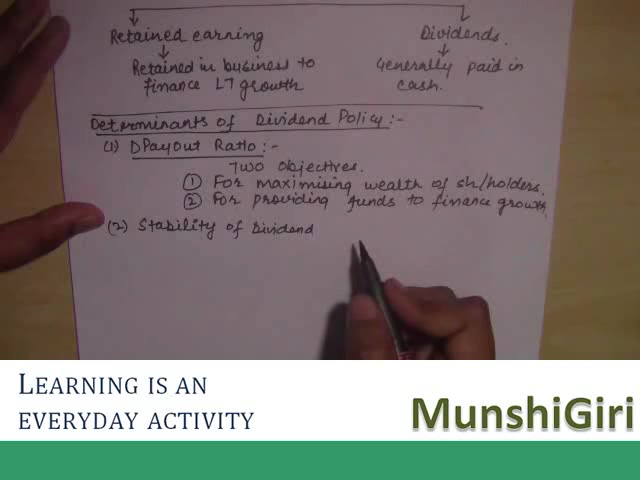 Retained earning
Dividends.
Retained in business to
finance LT growth
Generally paid in
cash.
Determinants of Dividend Policy:-
(1) DPayout Ratio:-
Two objectives.
① For maximising wealth of sh/holders.
② For providing funds to finance growth.
(2) Stability of Dividend
LEARNING IS AN
EVERYDAY ACTIVITY
MunshiGiri